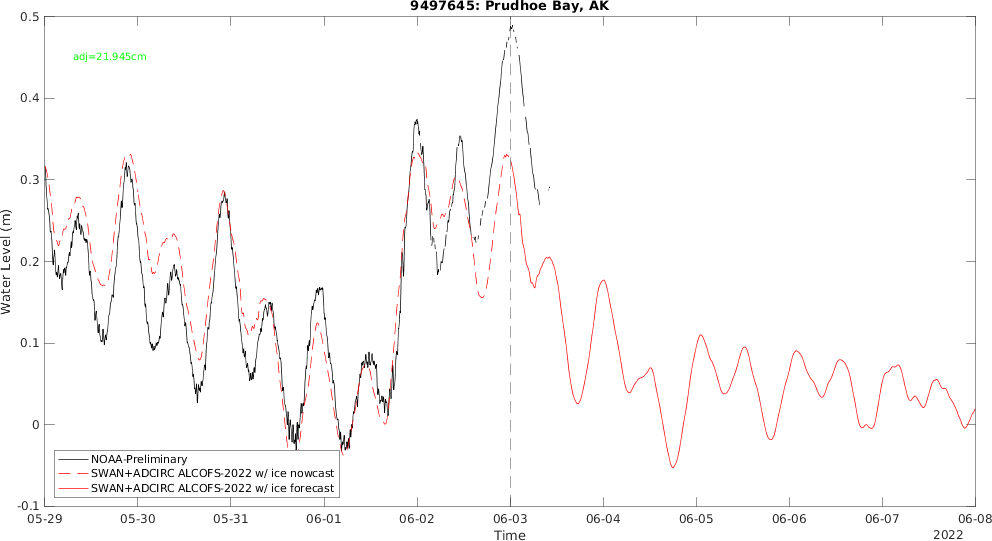 9497645: Prudhoe Bay, AK
adj=21.945cm
Water Level (m)
0.5
0.4
0.3
0.2
0.1
0
-0.1
NOAA-Preliminary
SWAN+ADCIRC ALCOFS-2022 w/ ice nowcast
SWAN+ADCIRC ALCOFS-2022 w/ ice forecast
05-29 05-30 05-31 06-01 06-02 06-03 06-04 06-05 06-06 06-07 06-08
Time
2022